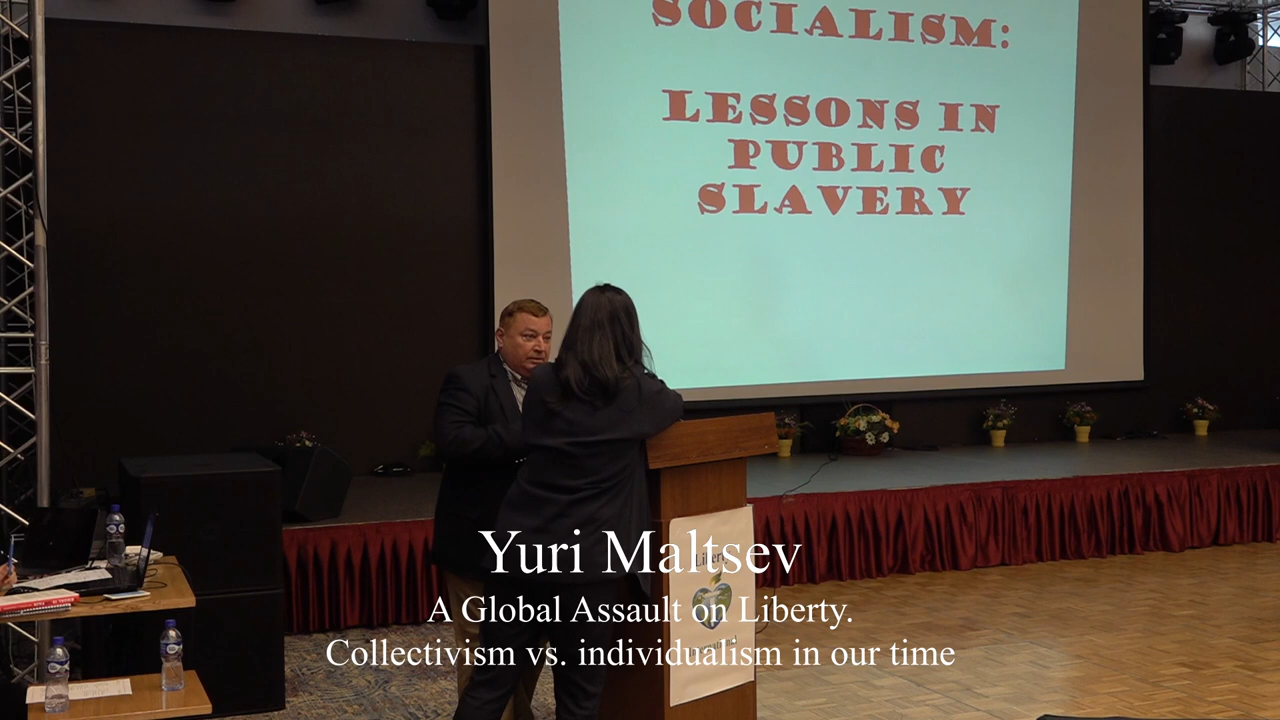 SOCIALISM:
LESSONS IN
PUBLIC
SLAVERY
Yuri Maltsev
A Global Assault on Liberty.
Collectivism vs. individualism in our time